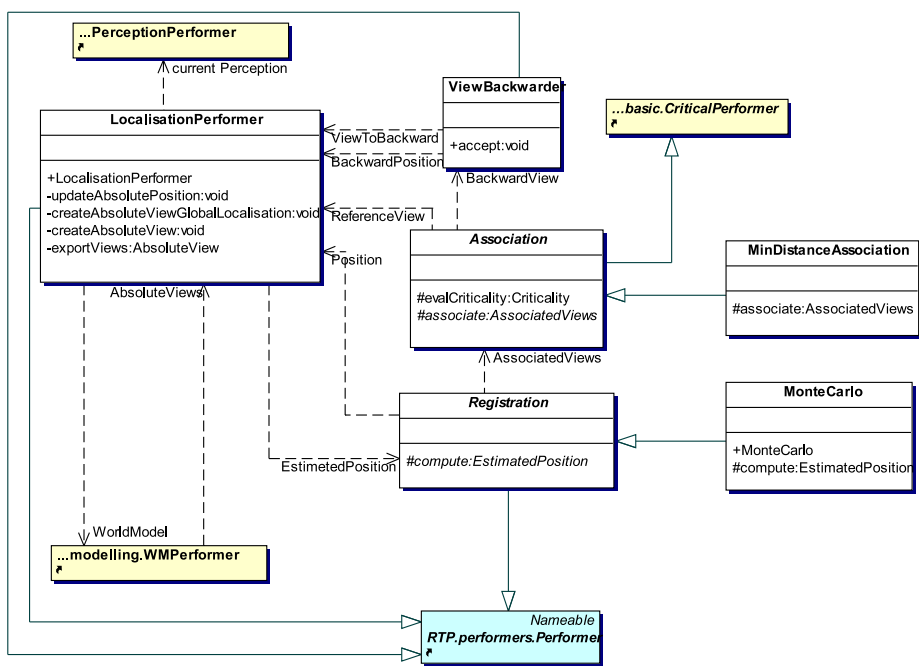 ...PerceptionPerformer
current Perception
ViewBackwarder
+accept:void
...basic.CriticalPerformer
LocalisationPerformer
+LocalisationPerformer
-updateAbsolutePosition:void
-createAbsoluteViewGlobalLocalisation:void
-createAbsoluteView:void
-exportViews:AbsoluteView
ViewToBackward
BackwardPosition
BackwardView
ReferenceView
Position
Association
#evalCriticality:Criticality
#associate:AssociatedViews
MinDistanceAssociation
#associate:AssociatedViews
AbsoluteViews
AssociatedViews
Registration
#compute:EstimatedPosition
MonteCarlo
+MonteCarlo
#compute:EstimatedPosition
EstimetedPosition
WorldModel
...modelling.WMPerformer
Nameable
RTP.performers.Performer